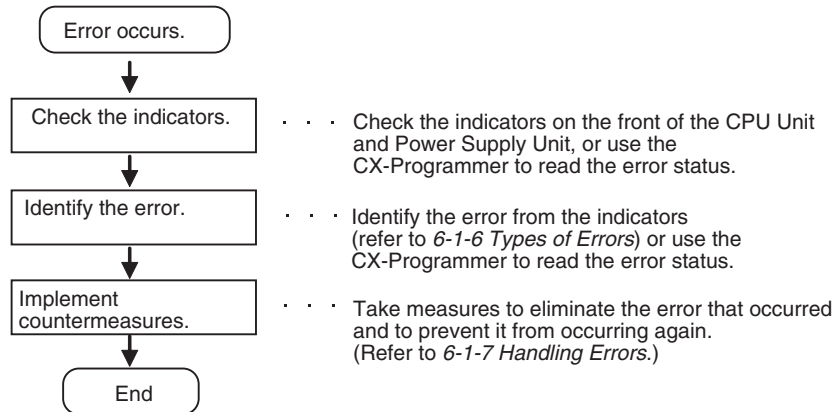 Error occurs.
Check the indicators.
. . . Check the indicators on the front of the CPU Unit
and Power Supply Unit, or use the
CX-Programmer to read the error status.
Identify the error.
. . . Identify the error from the indicators
(refer to 6-1-6 Types of Errors) or use the
CX-Programmer to read the error status.
Implement
countermeasures.
. . . Take measures to eliminate the error that occurred
and to prevent it from occurring again.
(Refer to 6-1-7 Handling Errors.)
End